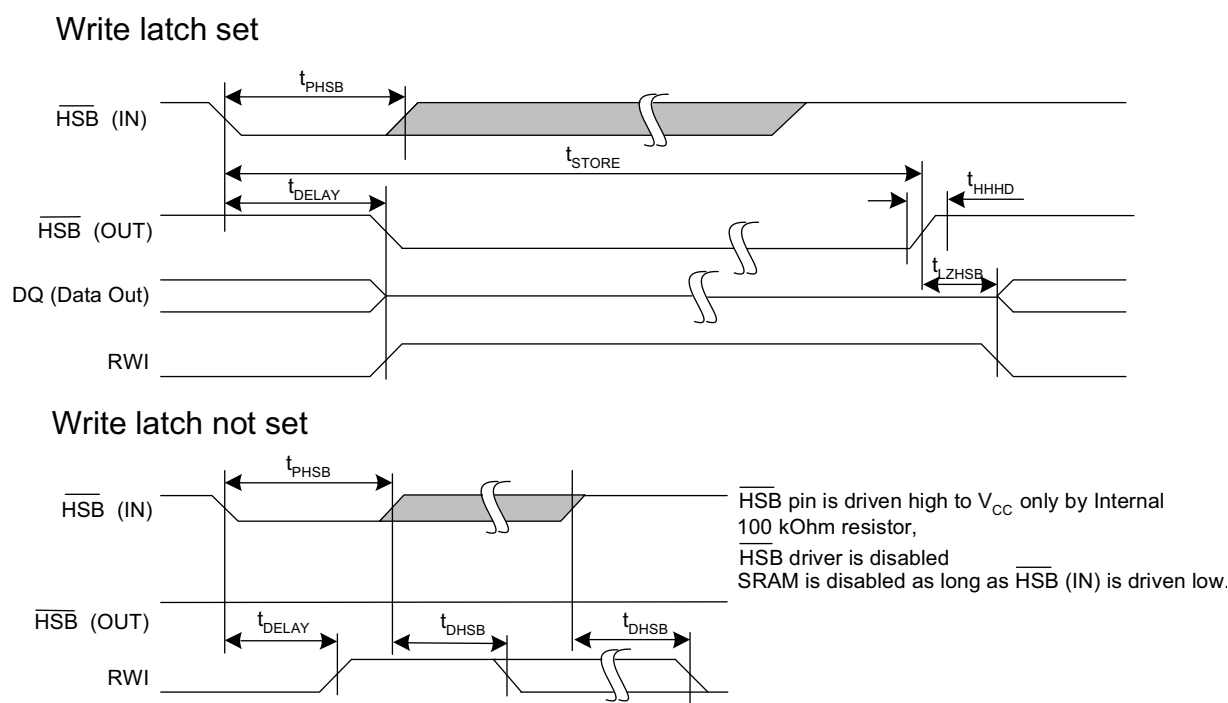 Write latch set
tPHSB
HSB (IN)
tSTORE
tDELAY
tHHHD
HSB (OUT)
tLZHSB
DQ (Data Out)
RWI
Write latch not set
tPHSB
HSB (IN)
HSB pin is driven high to VCC only by Internal
100 kOhm resistor,
HSB driver is disabled
SRAM is disabled as long as HSB (IN) is driven low.
HSB (OUT)
tDELAY
tDHSB
tDHSB
RWI